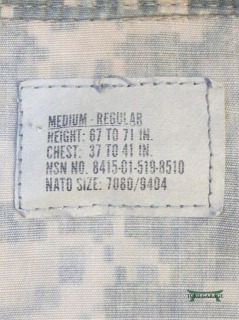 MEDIUM - REGULAR
HEIGHT: 67 TO 71 IN.
CHEST: 37 TO 41 IN.
NSN NO. 8415-01-519-8510
NATO SIZE: 7080/9404